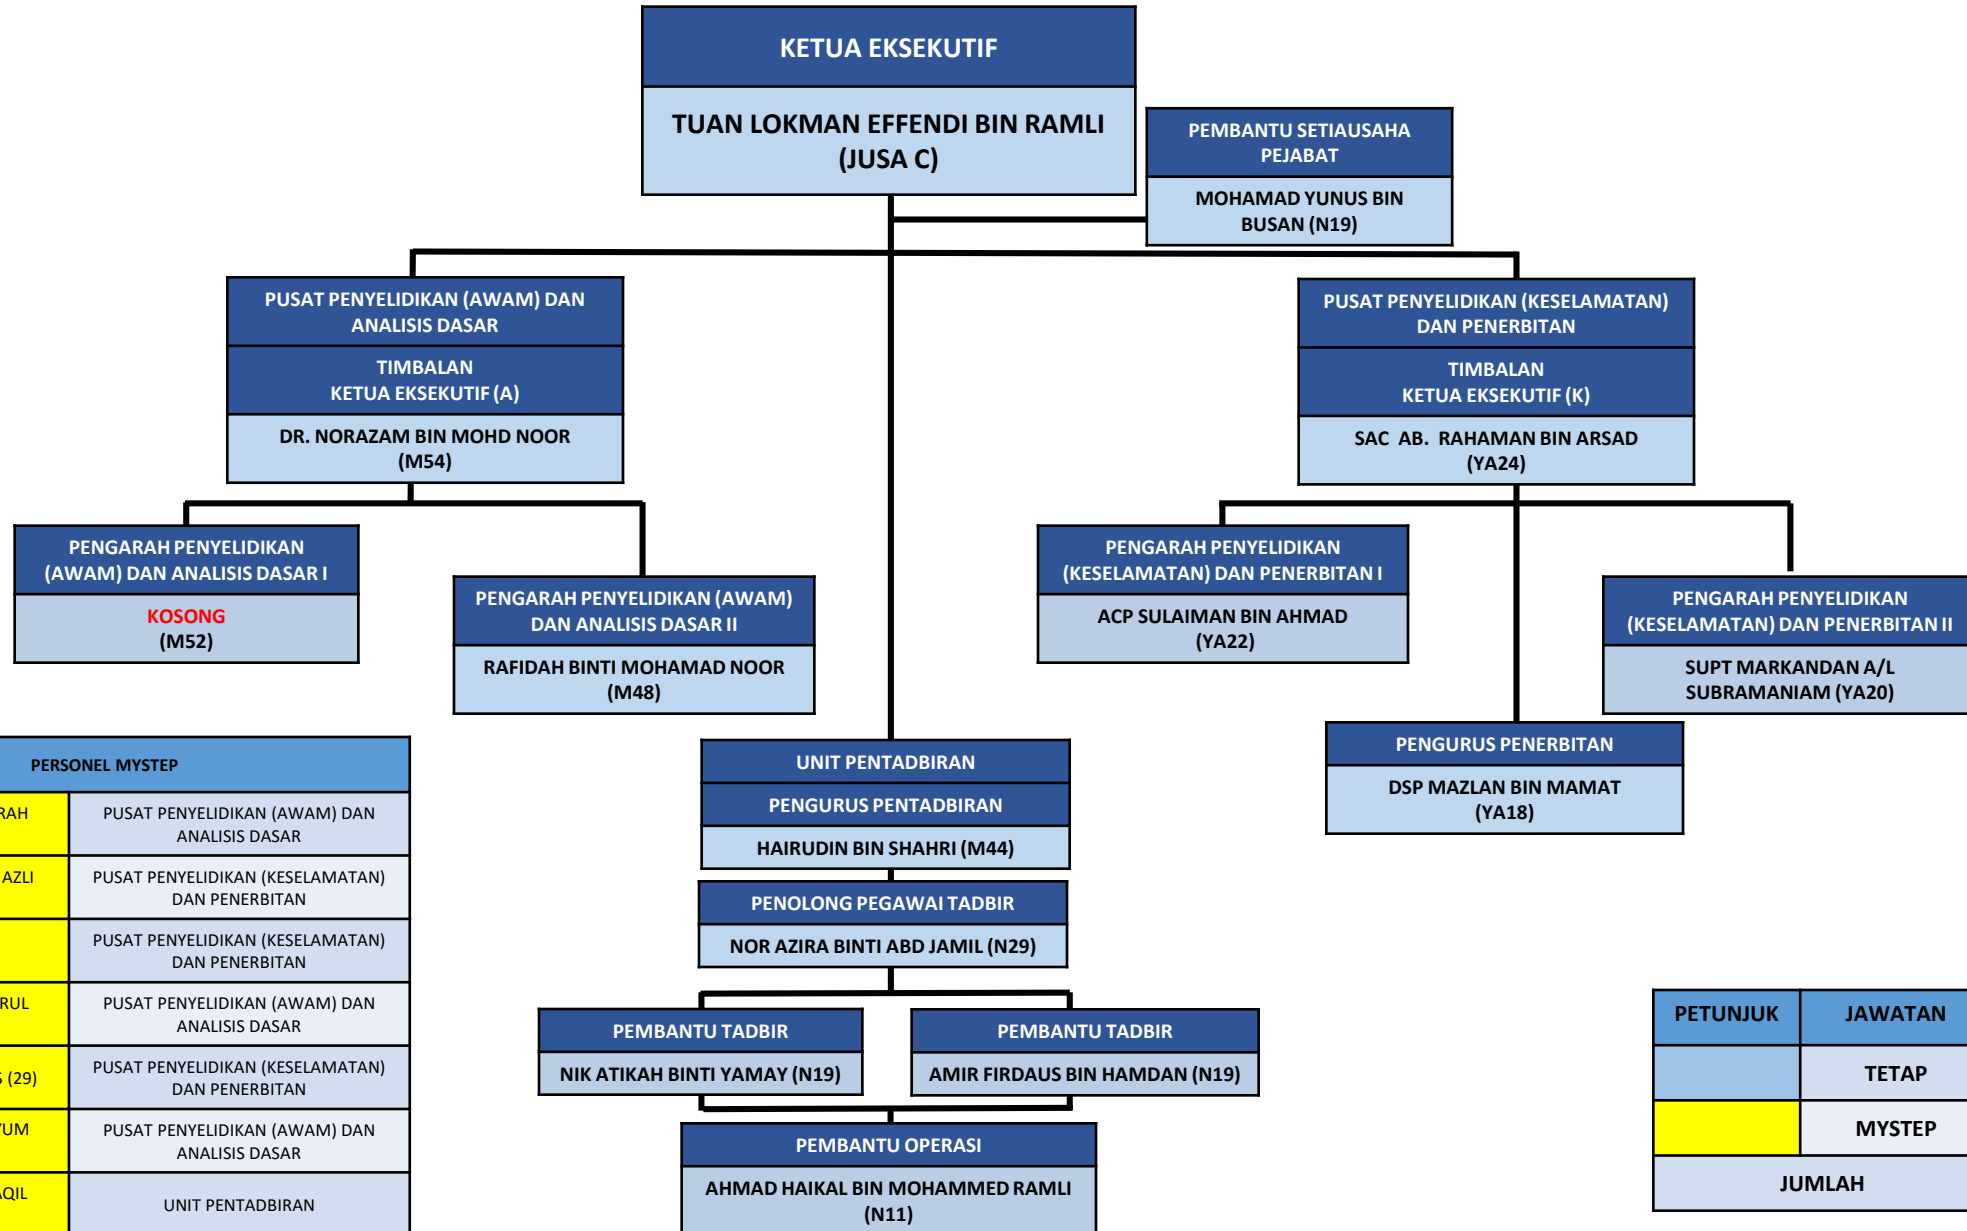 KETUA EKSEKUTIF
TUAN LOKMAN EFFENDI BIN RAMLI
(JUSA C)
PEMBANTU SETIAUSAHA
PEJABAT
MOHAMAD YUNUS BIN
BUSAN (N19)
PUSAT PENYELIDIKAN (AWAM) DAN
ANALISIS DASAR
TIMBALAN
KETUA EKSEKUTIF (A)
DR. NORAZAM BIN MOHD NOOR
(M54)
PUSAT PENYELIDIKAN (KESELAMATAN)
DAN PENERBITAN
TIMBALAN
KETUA EKSEKUTIF (K)
SAC AB. RAHAMAN BIN ARSAD
(YA24)
PENGARAH PENYELIDIKAN
(AWAM) DAN ANALISIS DASAR I
KOSONG
(M52)
PENGARAH PENYELIDIKAN (AWAM)
DAN ANALISIS DASAR II
RAFIDAH BINTI MOHAMAD NOOR
(M48)
PENGARAH PENYELIDIKAN
(KESELAMATAN) DAN PENERBITAN I
ACP SULAIMAN BIN AHMAD
(YA22)
PENGARAH PENYELIDIKAN
(KESELAMATAN) DAN PENERBITAN II
SUPT MARKANDAN A/L
SUBRAMANIAM (YA20)
PENGURUS PENERBITAN
DSP MAZLAN BIN MAMAT
(YA18)
UNIT PENTADBIRAN
PENGURUS PENTADBIRAN
HAIRUDIN BIN SHAHRI (M44)
PENOLONG PEGAWAI TADBIR
NOR AZIRA BINTI ABD JAMIL (N29)
PEMBANTU TADBIR
NIK ATIKAH BINTI YAMAY (N19)
PEMBANTU TADBIR
AMIR FIRDAUS BIN HAMDAN (N19)
PEMBANTU OPERASI
AHMAD HAIKAL BIN MOHAMMED RAMLI
(N11)
PERSONEL MYSTEP
RAH
PUSAT PENYELIDIKAN (AWAM) DAN
ANALISIS DASAR
AZLI
PUSAT PENYELIDIKAN (KESELAMATAN)
DAN PENERBITAN
PUSAT PENYELIDIKAN (KESELAMATAN)
DAN PENERBITAN
RUL
PUSAT PENYELIDIKAN (AWAM) DAN
ANALISIS DASAR
(29)
PUSAT PENYELIDIKAN (KESELAMATAN)
DAN PENERBITAN
YUM
PUSAT PENYELIDIKAN (AWAM) DAN
ANALISIS DASAR
AQIL
UNIT PENTADBIRAN
PETUNJUK JAWATAN
TETAP
MYSTEP
JUMLAH